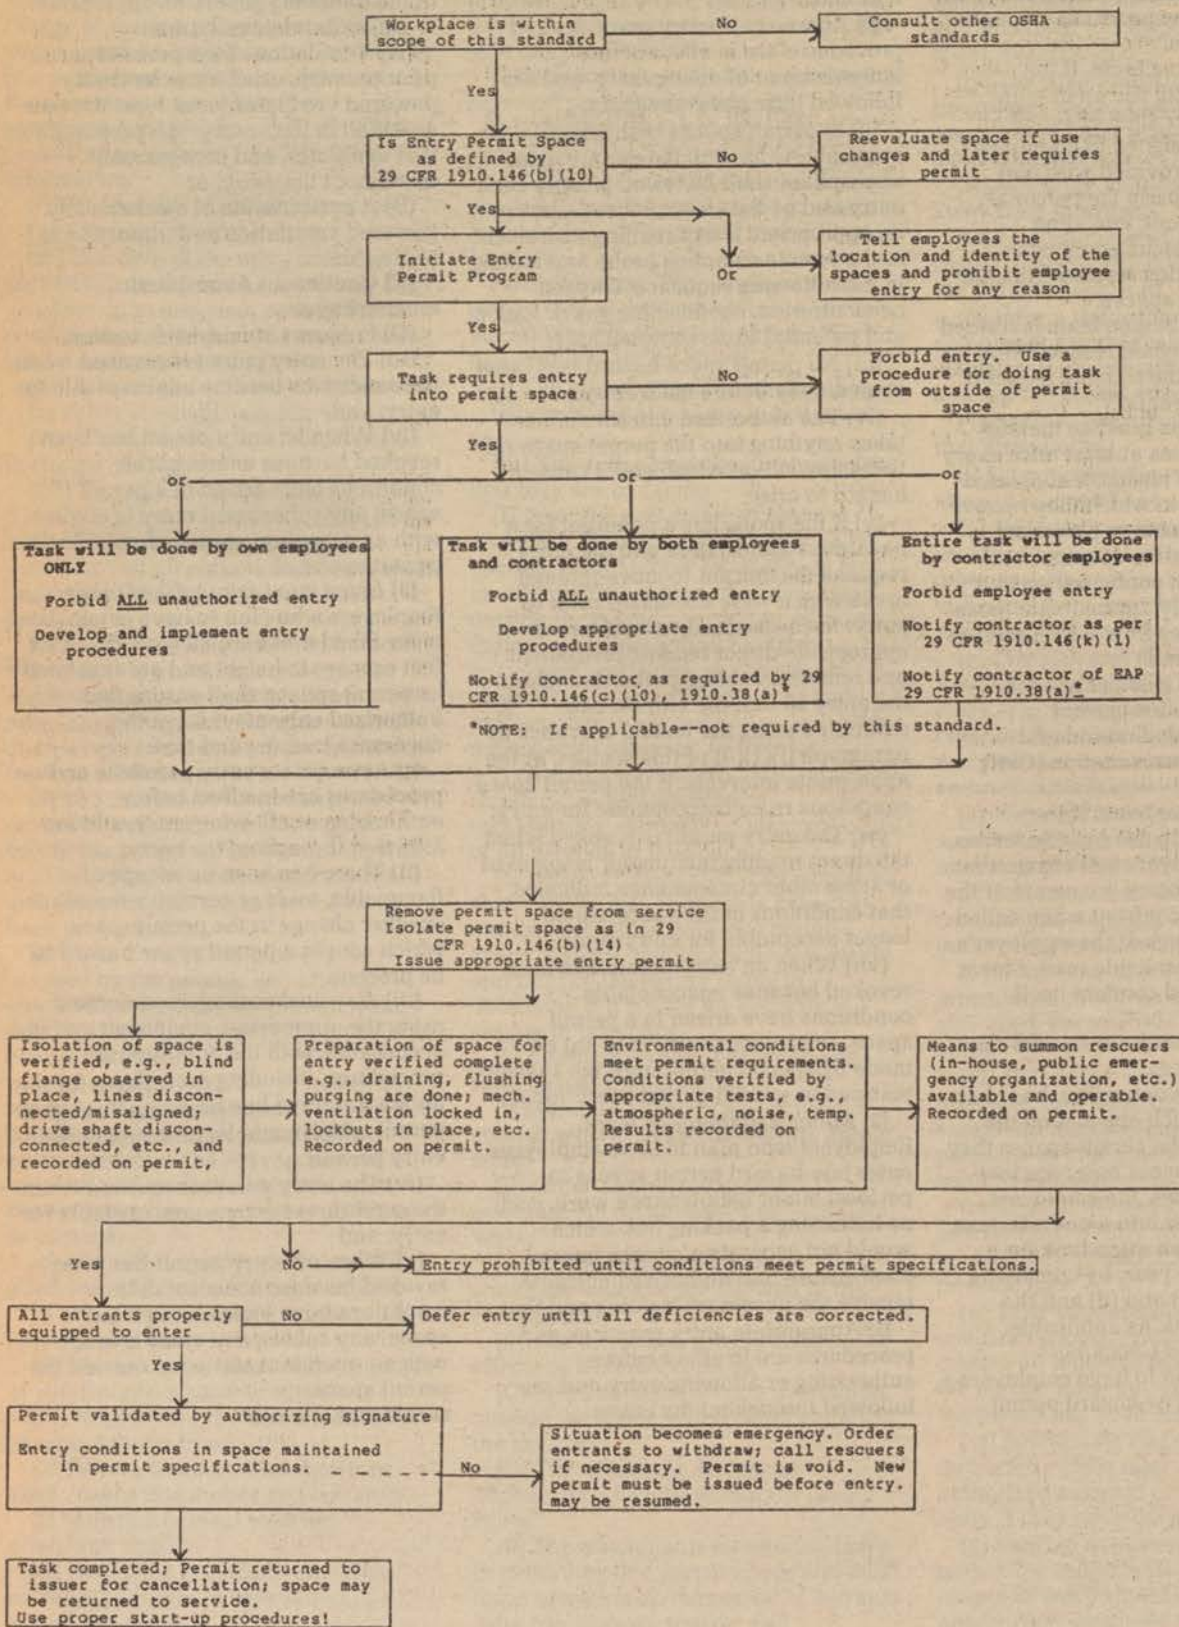 Workplace is within
scope of this standard
No
Consult other OSHA
standards
Yes
Is Entry Permit Space
as defined by
29 CFR 1910.146(b)(10)
No
Reevaluate space if use
changes and later requires
permit
Yes
Initiate Entry
Permit Program
Or
Tell employees the
location and identity of the
spaces and prohibit employee
entry for any reason
Yes
Task requires entry
into permit space
No
Forbid entry. Use a
procedure for doing task
from outside of permit
space
Yes
or
or
or
Task will be done by own employees
ONLY
Forbid ALL unauthorized entry
Develop and implement entry
procedures
Task will be done by both employees
and contractors
Forbid ALL unauthorized entry
Develop appropriate entry
procedures
Notify contractor as required by 29
CFR 1910.146(c)(10), 1910.38(a)*
Entire task will be done
by contractor employees
Forbid employee entry
Notify contractor as per
29 CFR 1910.146(k)(1)
Notify contractor of EAP
29 CFR 1910.38(a)*
*NOTE: If applicable--not required by this standard.
Remove permit space from service
Isolate permit space as in 29
CFR 1910.146(b)(14)
Issue appropriate entry permit
Isolation of space is
verified, e.g., blind
flange observed in
place, lines discon-
nected/misaligned;
drive shaft discon-
connected, etc., and
recorded on permit,
Preparation of space for
entry verified complete
e.g., draining, flushing
purging are done; mech.
ventilation locked in,
lockouts in place, etc.
Recorded on permit.
Environmental conditions
meet permit requirements.
Conditions verified by
appropriate tests, e.g.,
atmospheric, noise, temp.
Results recorded on
permit.
Means to summon rescuers
(in-house, public emer-
gency organization, etc.)
available and operable.
Recorded on permit.
Yes
No
Entry prohibited until conditions meet permit specifications.
All entrants properly
equipped to enter
No
Defer entry until all deficiencies are corrected.
Yes
Permit validated by authorizing signature
Entry conditions in space maintained
in permit specifications.
No
Situation becomes emergency. Order
entrants to withdraw; call rescuers
if necessary. Permit is void. New
permit must be issued before entry.
may be resumed.
Task completed; Permit returned to
issuer for cancellation; space may
be returned to service.
Use proper start-up procedures!